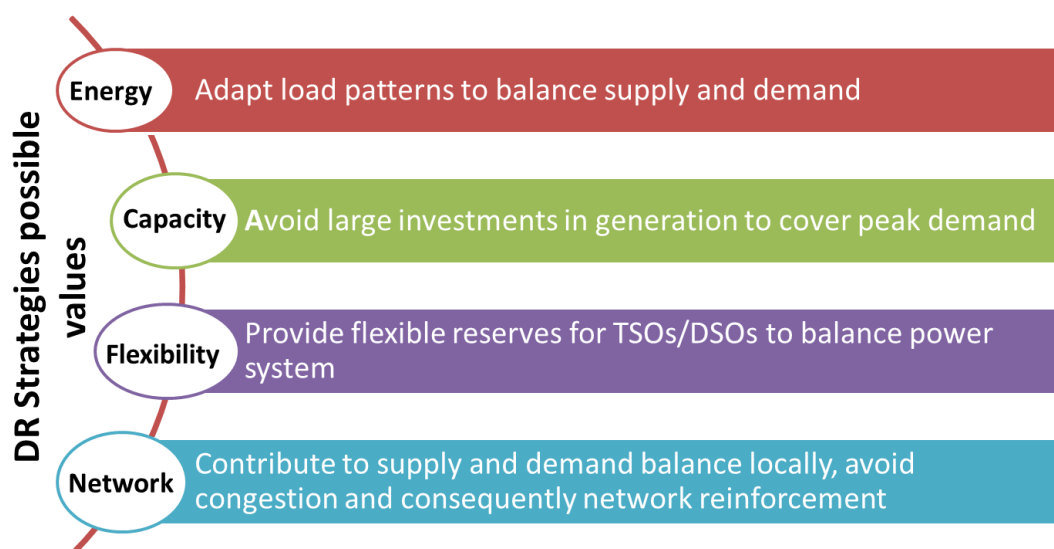 DR Strategies possible
values
Energy
Adapt load patterns to balance supply and demand
Capacity
Avoid large investments in generation to cover peak demand
Flexibility
Provide flexible reserves for TSOs/DSOs to balance power
system
Network
Contribute to supply and demand balance locally, avoid
congestion and consequently network reinforcement